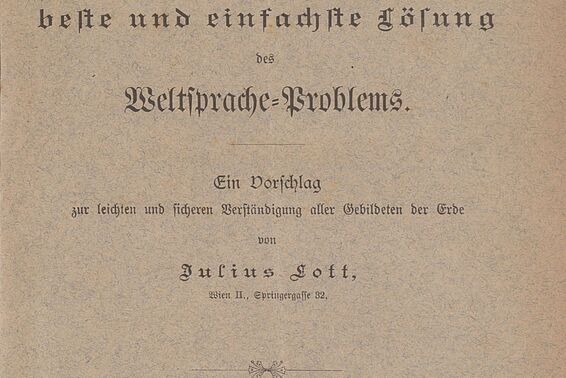 beste und einfachste Lösung
des
Weltsprache-Problems.
Ein Vorschlag
zur leichten und sicheren Verständigung aller Gebildeten der Erde
von
Julius Lott,
Wien II., Springergasse 32.